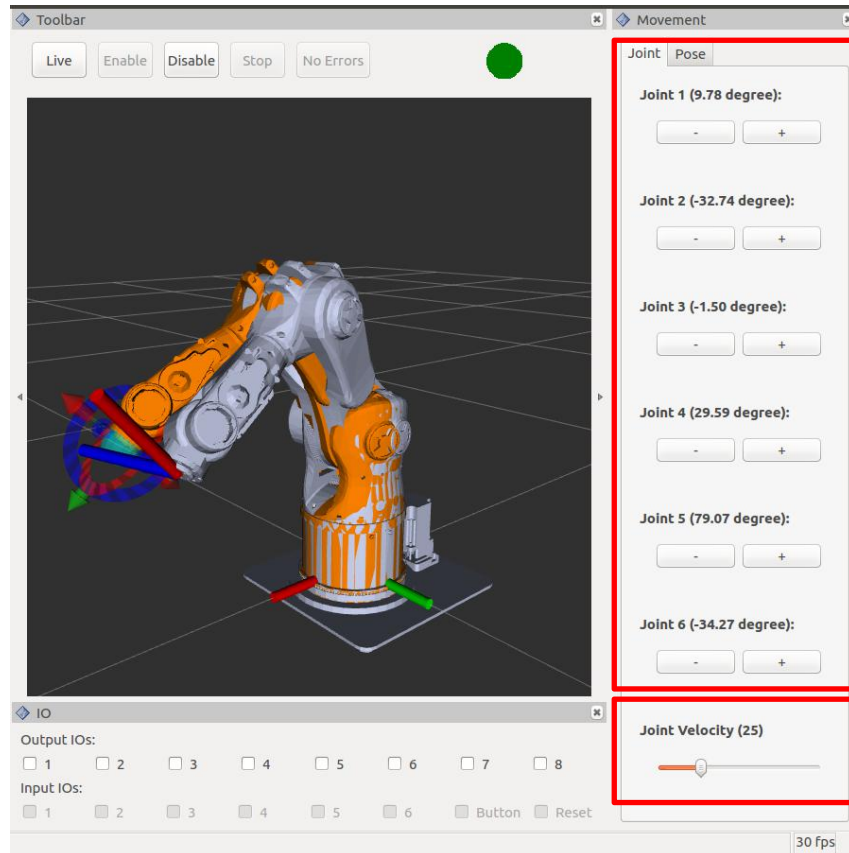 Toolbar
Live Enable Disable Stop No Errors
Movement
Joint Pose
Joint 1 (9.78 degree):
- +
Joint 2 (-32.74 degree):
- +
Joint 3 (-1.50 degree):
- +
Joint 4 (29.59 degree):
- +
Joint 5 (79.07 degree):
- +
Joint 6 (-34.27 degree):
- +
Joint Velocity (25)
IO
Output IOs:
1 2 3 4 5 6 7 8
Input IOs:
1 2 3 4 5 6 Button Reset
30 fps